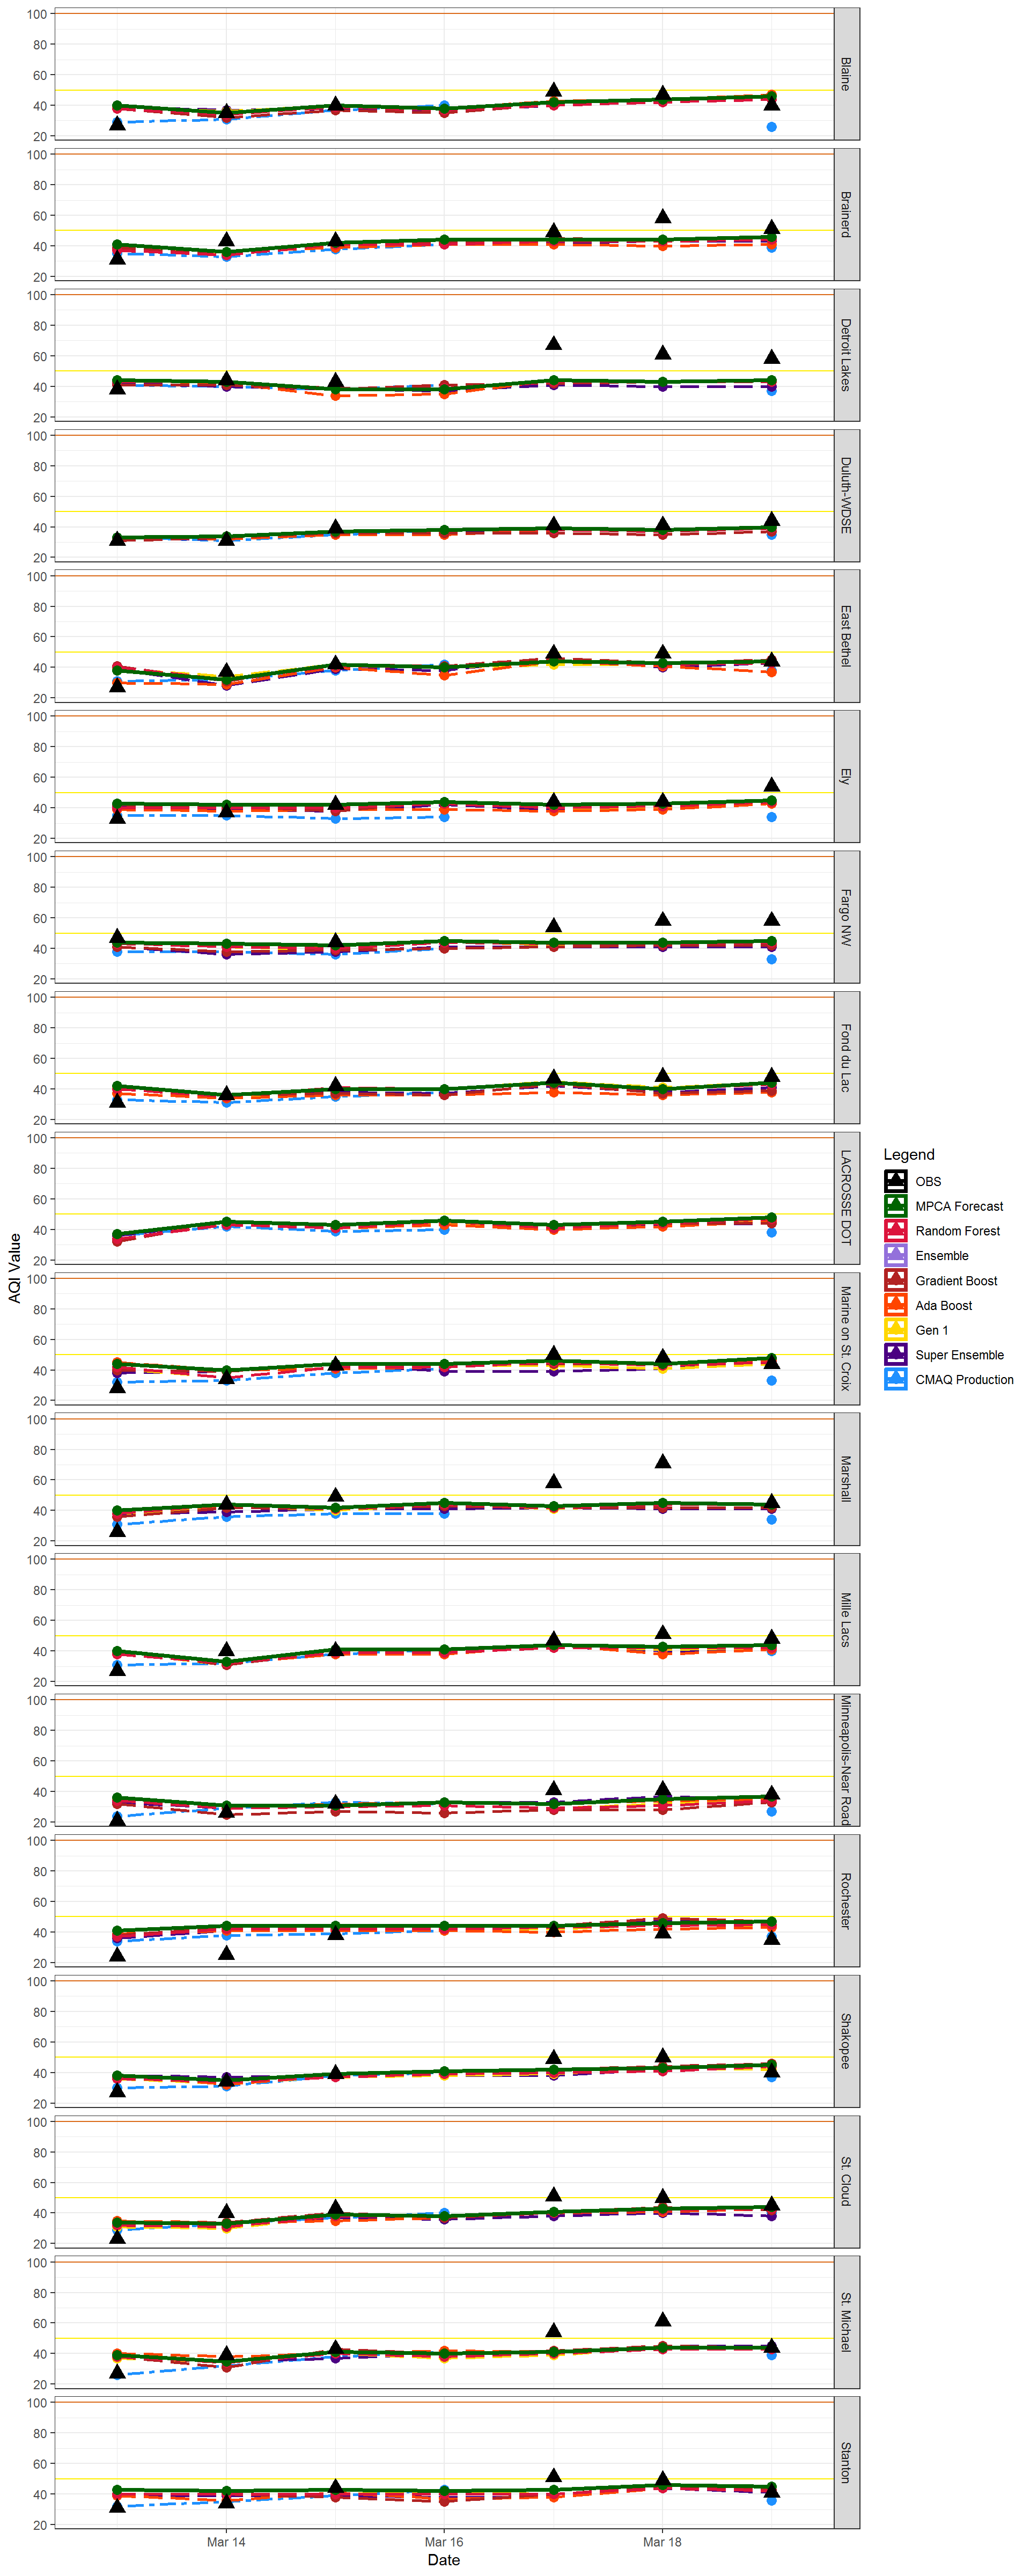 100
80
60
40
20
Blaine
100
80
60
40
20
Brainerd
100
80
60
40
20
Detroit Lakes
100
80
60
40
20
Duluth-WDSE
100
80
60
40
20
East Bethel
100
80
60
40
20
Ely
100
80
60
40
20
Fargo NW
100
80
60
40
20
Fond du Lac
100
80
60
40
20
LACROSSE DOT
100
80
60
40
20
Marine on St. Croix
100
80
60
40
20
Marshall
100
80
60
40
20
Mille Lacs
100
80
60
40
20
Minneapolis-Near Road
100
80
60
40
20
Rochester
100
80
60
40
20
Shakopee
100
80
60
40
20
St. Cloud
100
80
60
40
20
St. Michael
100
80
60
40
20
Stanton
Mar 14
Mar 16
Mar 18
Date
AQI Value
Legend
OBS
MPCA Forecast
Random Forest
Ensemble
Gradient Boost
Ada Boost
Gen 1
Super Ensemble
CMAQ Production